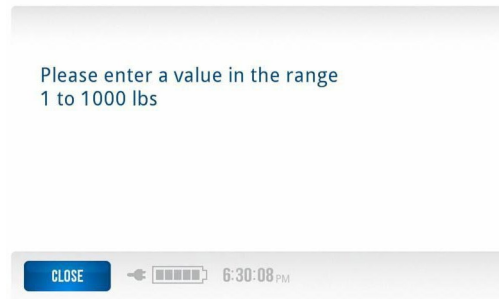 Please enter a value in the range
1 to 1000 lbs
CLOSE 6:30:08 PM